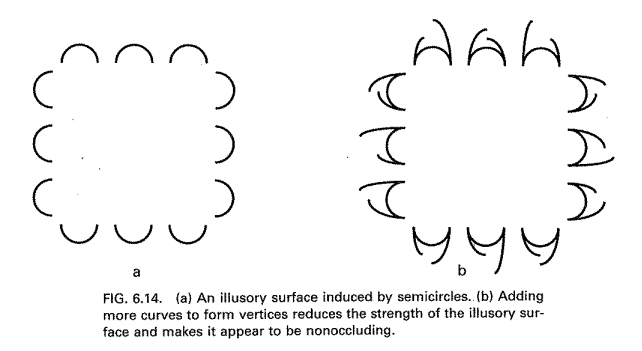 a
b
FIG. 6.14. (a) An illusory surface induced by semicircles. (b) Adding
more curves to form vertices reduces the strength of the illusory sur-
face and makes it appear to be nonoccluding.